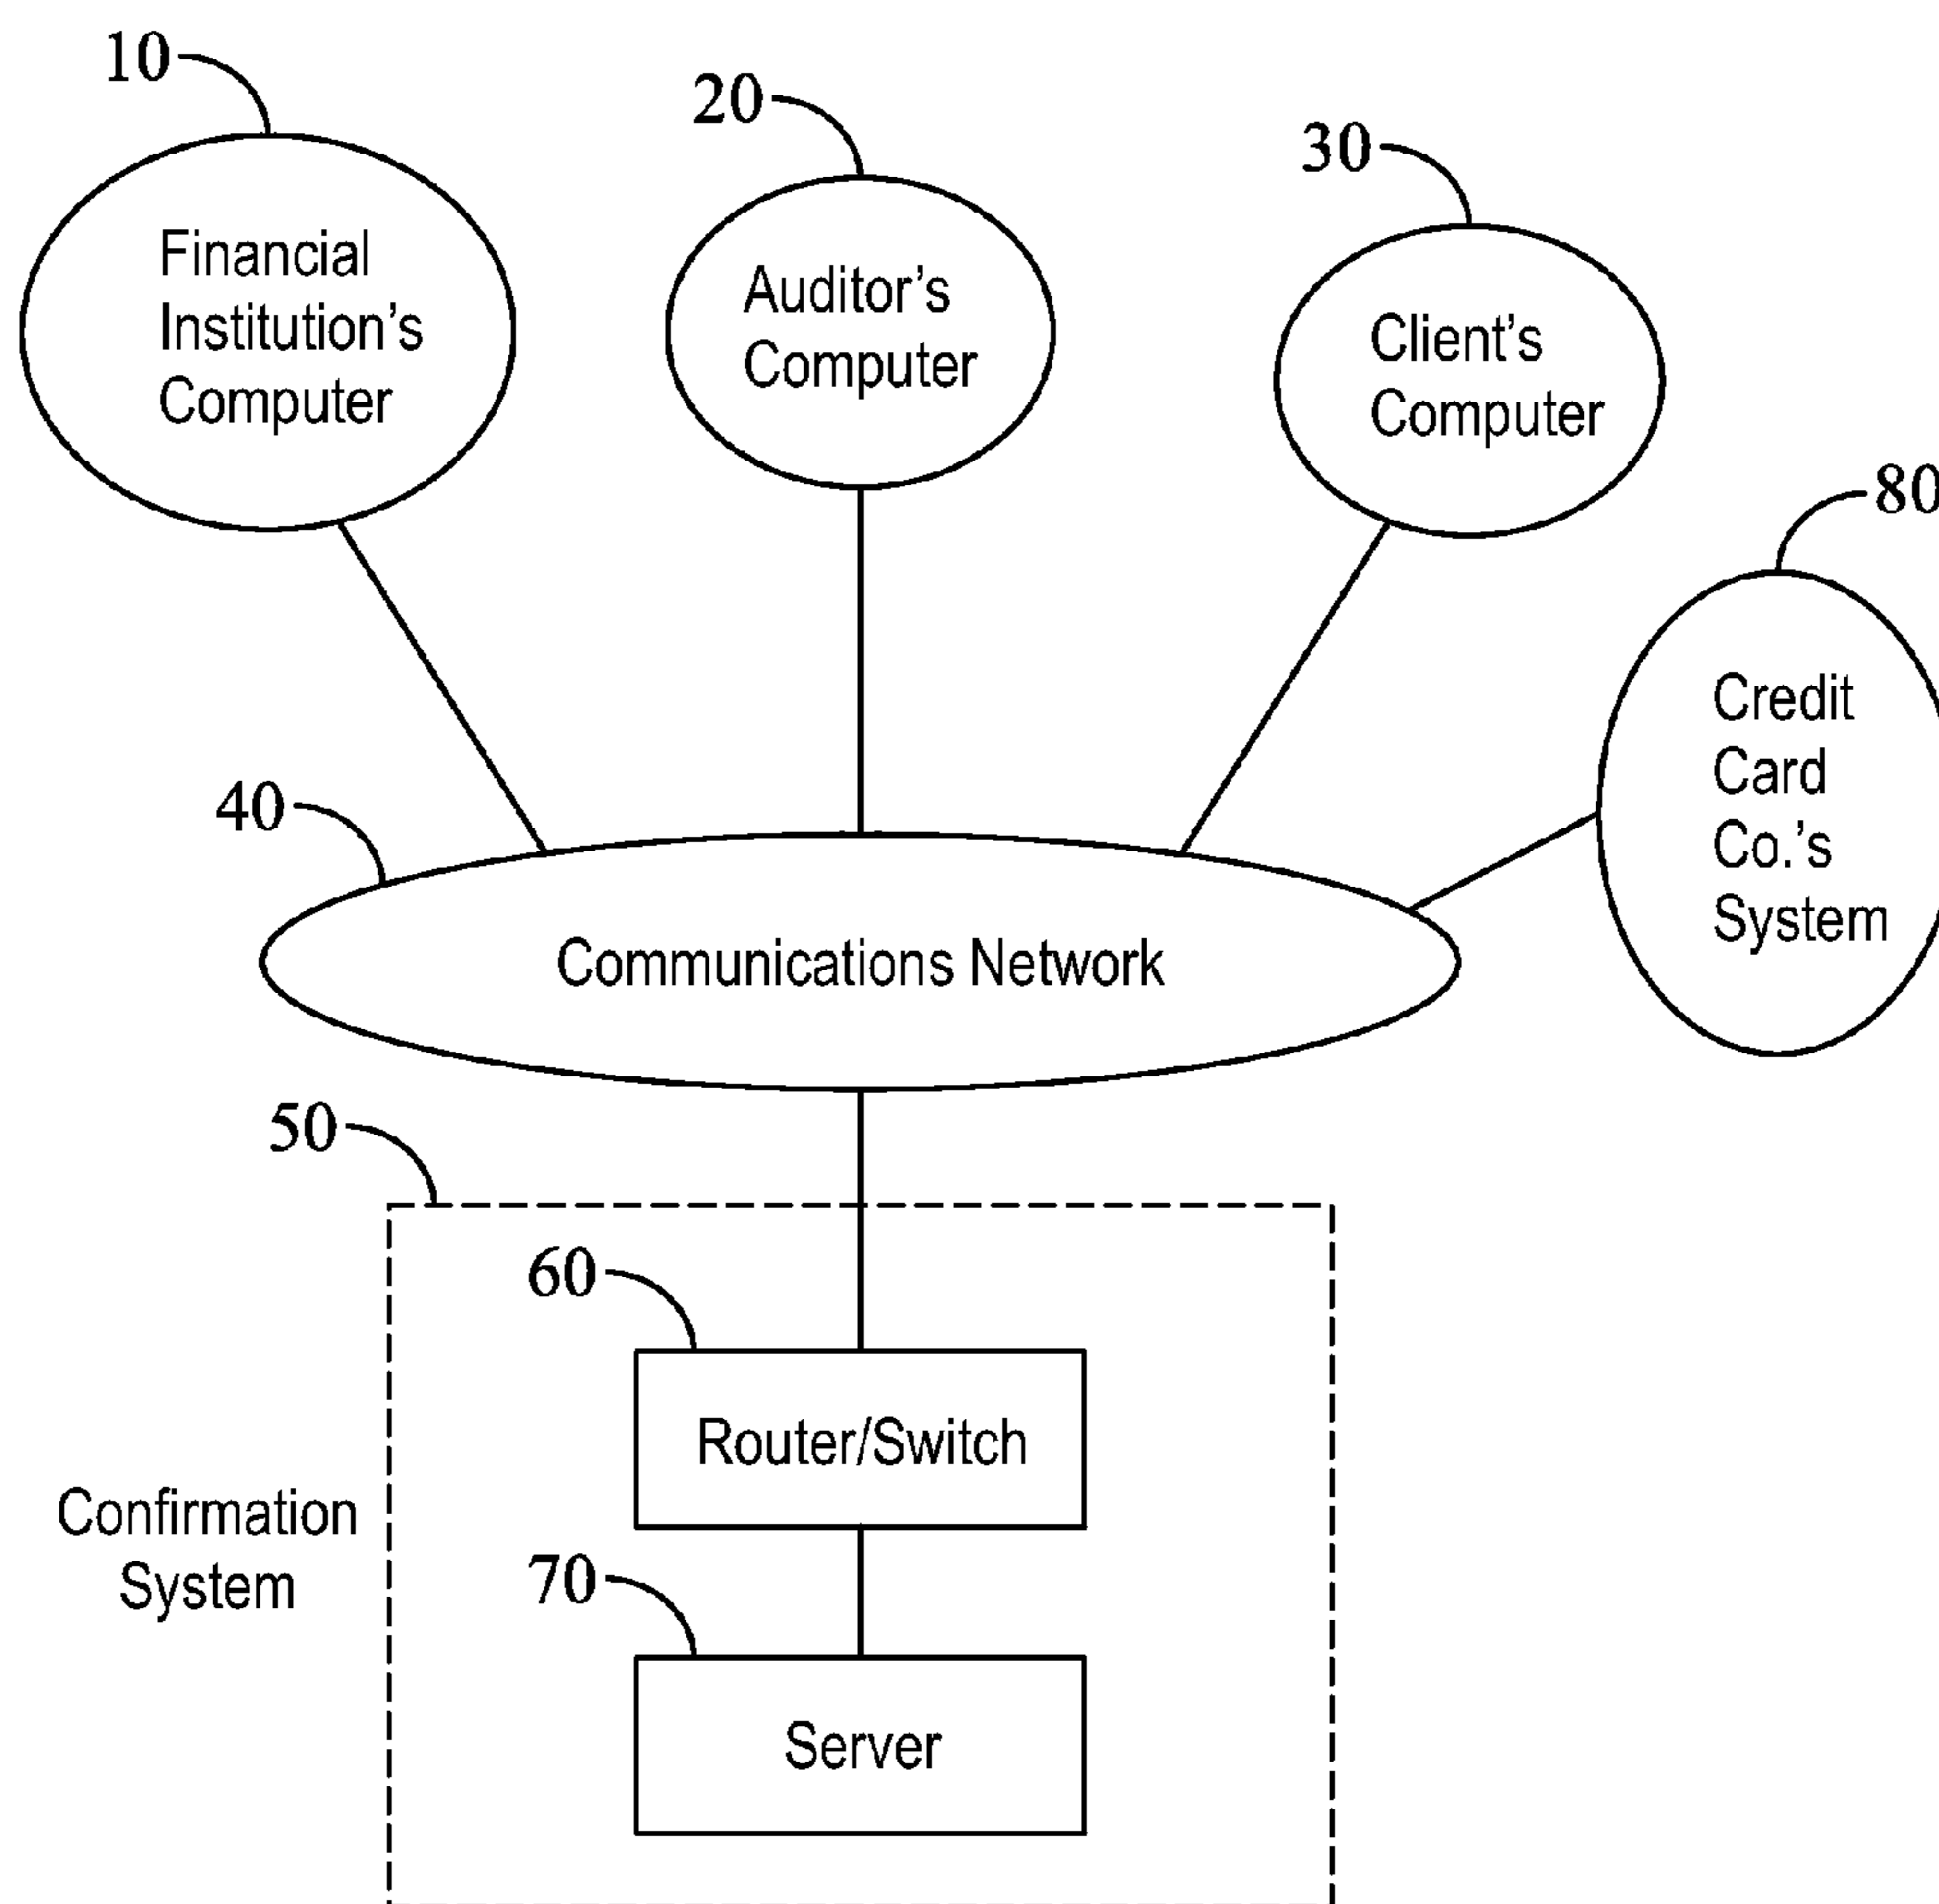 10
20
30
Financial
Institution's
Computer
Auditor's
Computer
Client's
Computer
80
Credit
Card
Co.'s
System
40
Communications Network
50
60
Router/Switch
Confirmation
System
70
Server